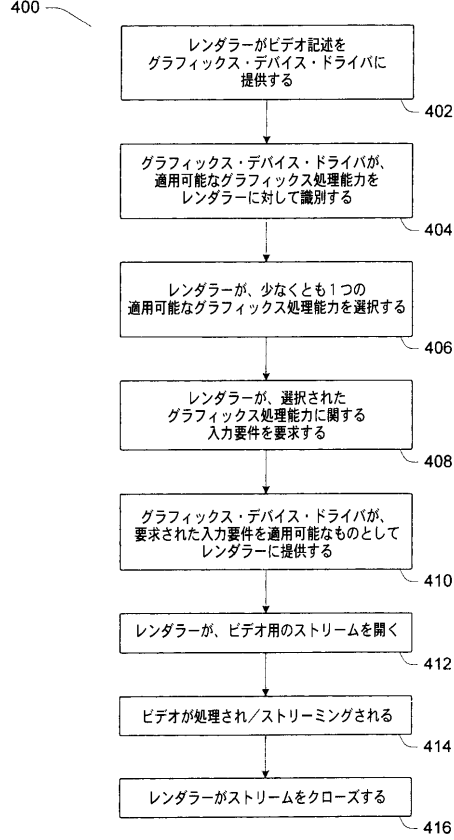 400
レンダラーがビデオ記述を
グラフィックス・デバイス・ドライバに
提供する
402
グラフィックス・デバイス・ドライバが、
適用可能なグラフィックス処理能力を
レンダラーに対して識別する
404
レンダラーが、少なくとも1つの
適用可能なグラフィックス処理能力を選択する
406
レンダラーが、選択された
グラフィックス処理能力に関する
入力要件を要求する
408
グラフィックス・デバイス・ドライバが、
要求された入力要件を適用可能なものとして
レンダラーに提供する
410
レンダラーが、ビデオ用のストリームを開く
412
ビデオが処理され/ストリーミングされる
414
レンダラーがストリームをクローズする
416